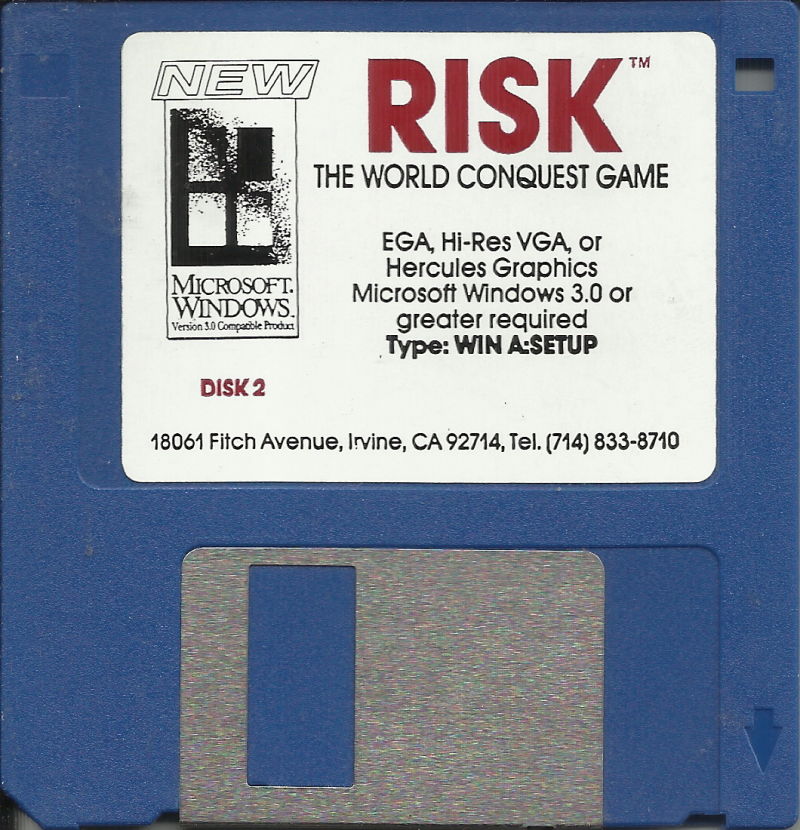 NEW
RISK™
THE WORLD CONQUEST GAME
MICROSOFT®
WINDOWS™
Version 3.0 Compatible Product
EGA, Hi-Res VGA, or
Hercules Graphics
Microsoft Windows 3.0 or
greater required
Type: WIN A:SETUP
DISK 2
18061 Fitch Avenue, Irvine, CA 92714, Tel. (714) 833-8710